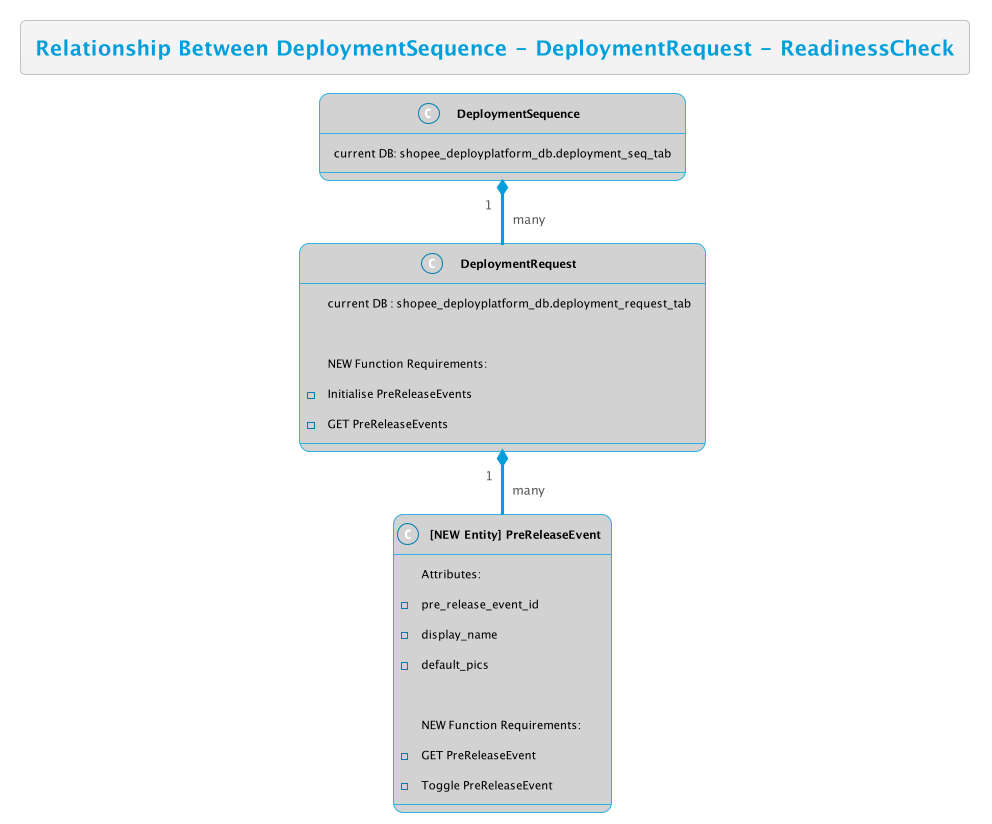 Relationship Between DeploymentSequence - DeploymentRequest - ReadinessCheck
C DeploymentSequence
current DB: shopee_deployplatform_db.deployment_seq_tab
1
many
C DeploymentRequest
current DB : shopee_deployplatform_db.deployment_request_tab
NEW Function Requirements:
Initialise PreReleaseEvents
GET PreReleaseEvents
1
many
C [NEW Entity] PreReleaseEvent
Attributes:
pre_release_event_id
display_name
default_pics
NEW Function Requirements:
GET PreReleaseEvent
Toggle PreReleaseEvent